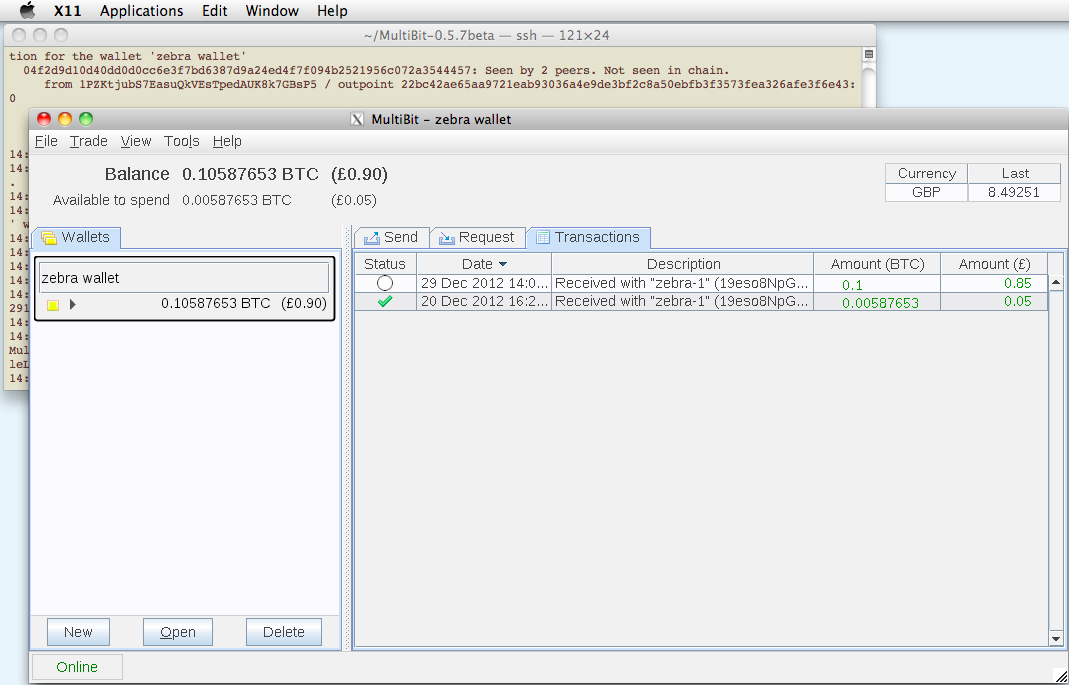 X11 Applications Edit Window Help
~/MultiBit-0.5.7beta — ssh — 121×24
tion for the wallet 'zebra wallet'
04f2d9d10d40dd0d0cc6e3f7bd6387d9a24ed4f7f094b2521956c072a3544457: Seen by 2 peers. Not seen in chain.
from 1PZKtjubS7EasuQkVEsTpedAUK8k7GBsP5 / outpoint 22bc42ae65aa9721eab93036a4e9de3bf2c8a50ebfb3f3573fea326afe3f6e43:
0
X MultiBit – zebra wallet
File Trade View Tools Help
14:
14:
.
14:
14:
' w
14:
14:
14:
14:
14:
291
14:
14:
Mul
leL
14:
Balance 0.10587653 BTC (£0.90)
Available to spend 0.00587653 BTC (£0.05)
Currency Last
GBP 8.49251
Wallets
Send Request Transactions
zebra wallet
0.10587653 BTC (£0.90)
Status Date Description Amount (BTC) Amount (£)
29 Dec 2012 14:0... Received with "zebra-1" (19eso8NpG... 0.1 0.85
20 Dec 2012 16:2... Received with "zebra-1" (19eso8NpG... 0.00587653 0.05
New Open Delete
Online